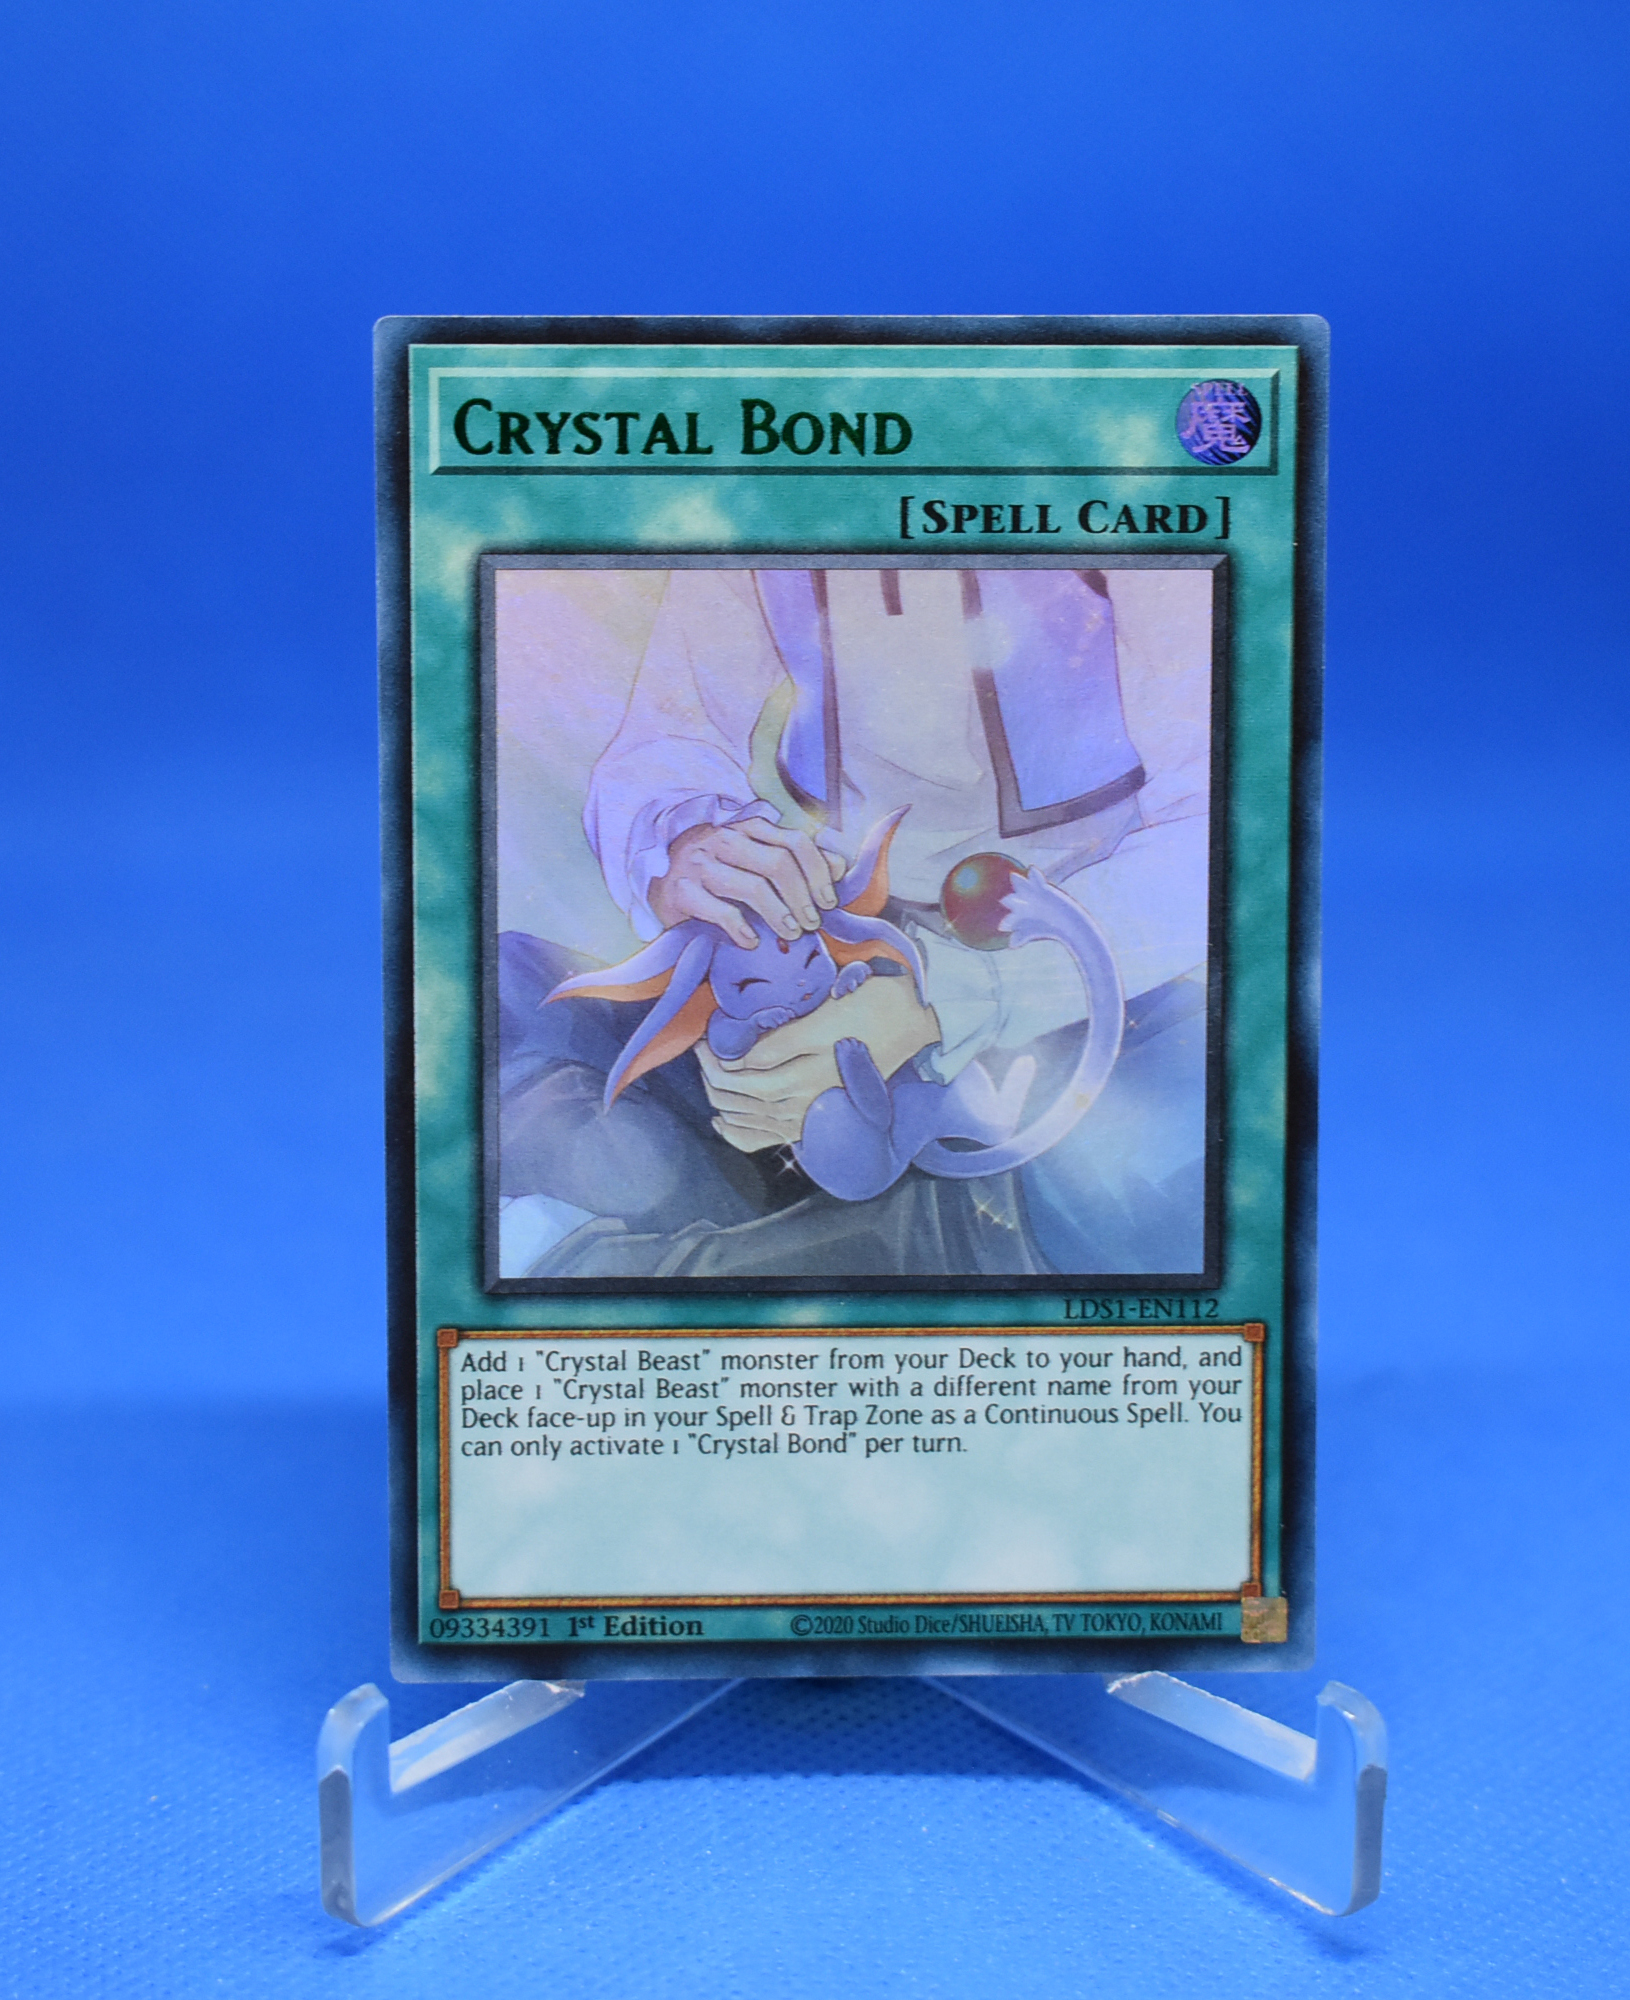 CRYSTAL BOND
SPELL
魔
[SPELL CARD]
LDS1-EN112
Add 1 "Crystal Beast" monster from your Deck to your hand, and
place 1 "Crystal Beast" monster with a different name from your
Deck face-up in your Spell & Trap Zone as a Continuous Spell. You
can only activate 1 "Crystal Bond" per turn.
09334391 1st Edition ©2020 Studio Dice/SHUEISHA, TV TOKYO, KONAMI